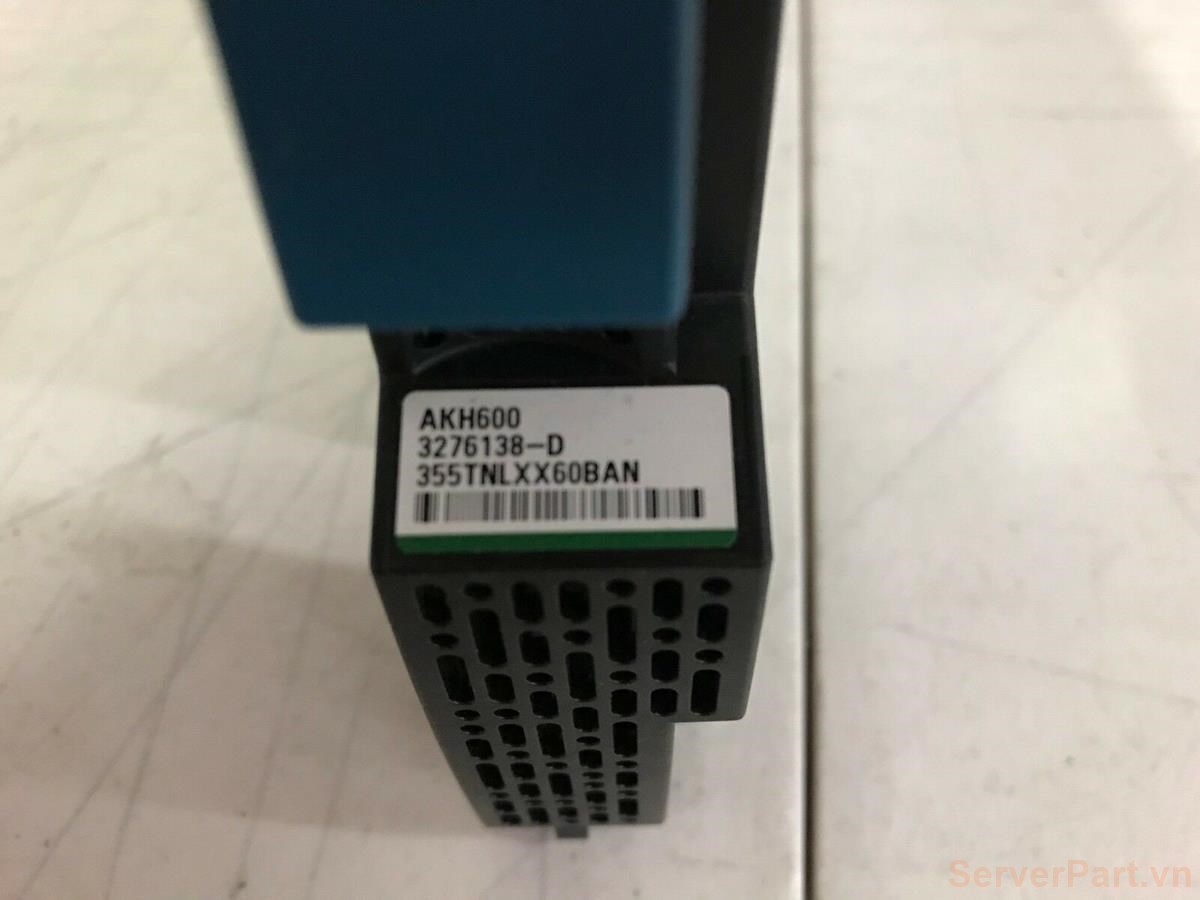 AKH600
3276138-D
355TNLXX60BAN
ServerPart.vn